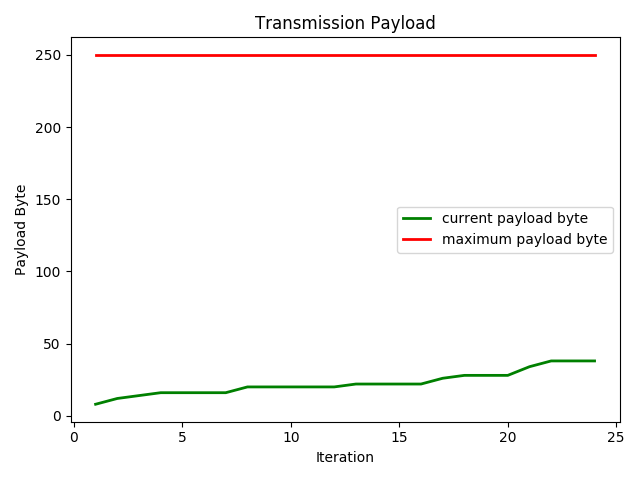 Transmission Payload
250
200
150
100
50
0
Payload Byte
current payload byte
maximum payload byte
0 5 10 15 20 25
Iteration